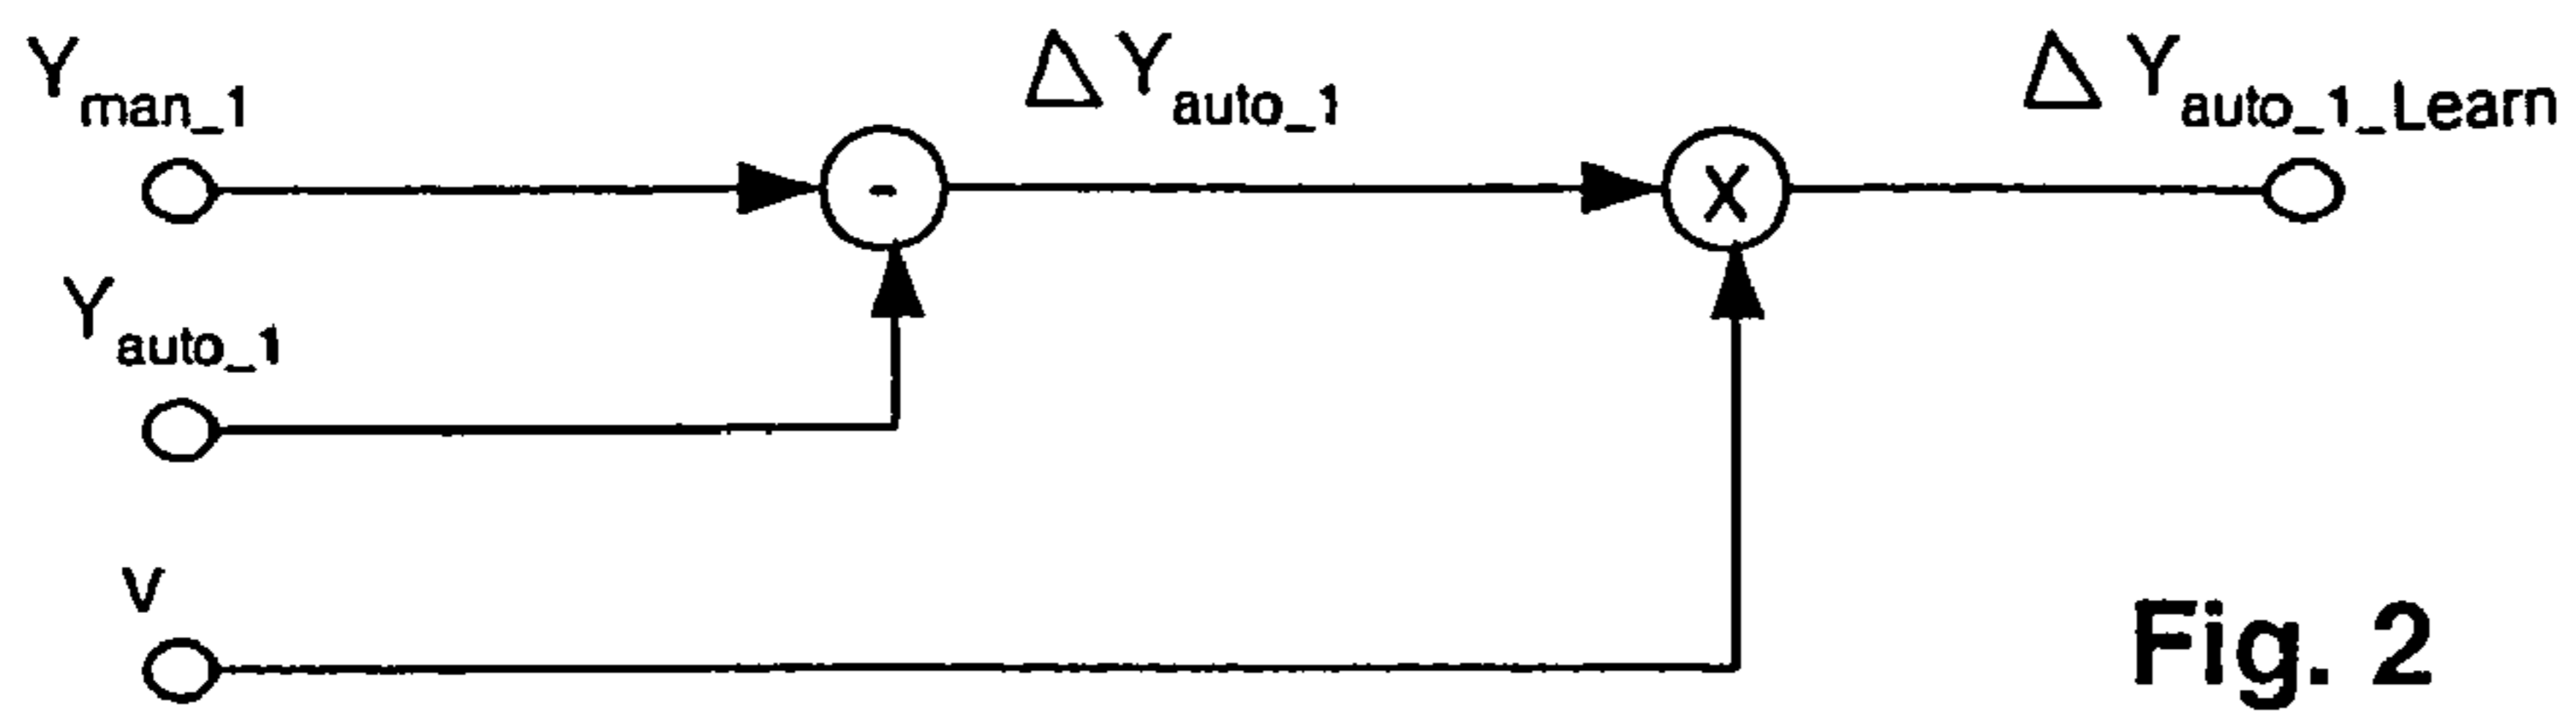 Y man_1
△ Y auto_1
△ Y auto_1_Learn
-
X
Y auto_1
v
Fig. 2